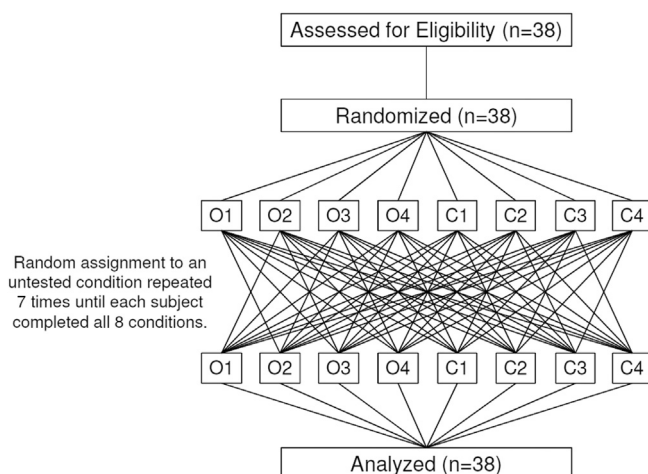 Assessed for Eligibility (n=38)
Randomized (n=38)
O1 O2 O3 O4 C1 C2 C3 C4
Random assignment to an
untested condition repeated
7 times until each subject
completed all 8 conditions.
O1 O2 O3 O4 C1 C2 C3 C4
Analyzed (n=38)